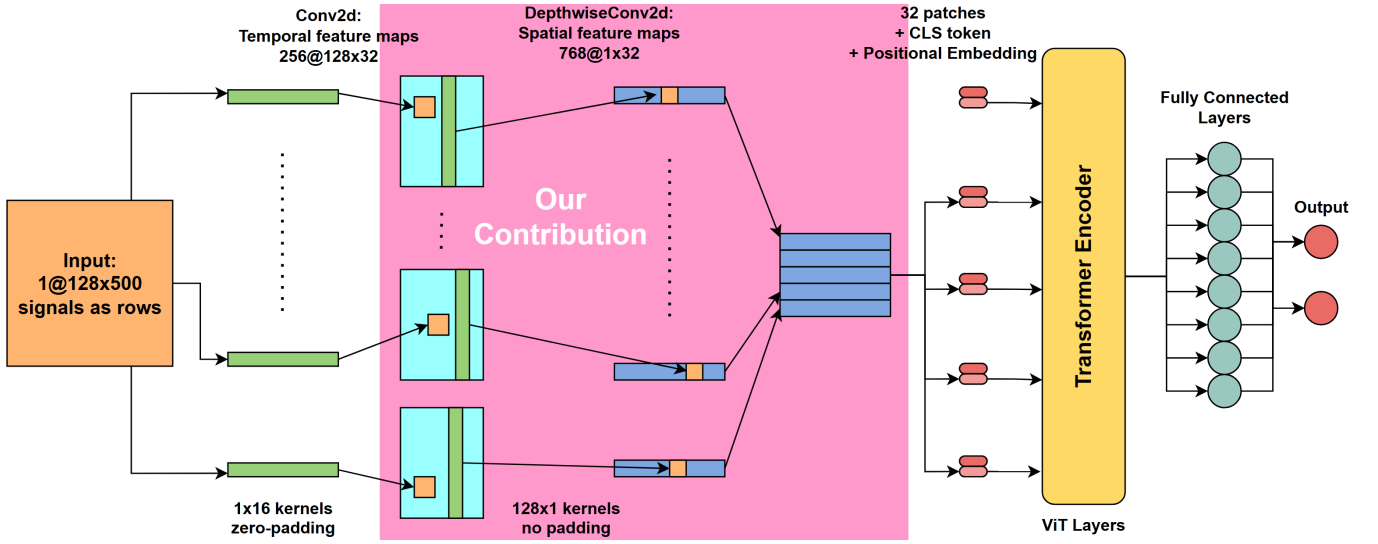 Conv2d:
Temporal feature maps
256@128x32
DepthwiseConv2d:
Spatial feature maps
768@1x32
32 patches
+ CLS token
+ Positional Embedding
Fully Connected
Layers
Our
Contribution
Input:
1@128x500
signals as rows
Transformer Encoder
Output
1x16 kernels
zero-padding
128x1 kernels
no padding
ViT Layers